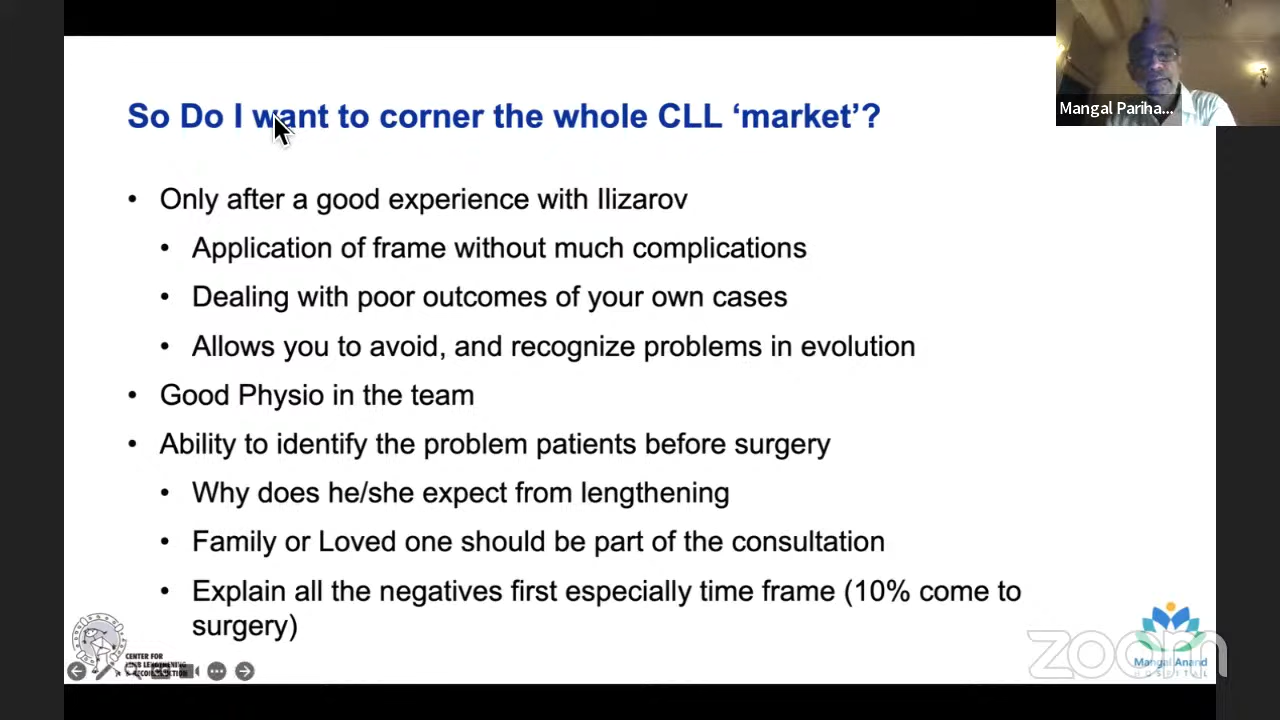 So Do I want to corner the whole CLL ‘market’?
Mangal Pariha...
• Only after a good experience with Ilizarov
• Application of frame without much complications
• Dealing with poor outcomes of your own cases
• Allows you to avoid, and recognize problems in evolution
• Good Physio in the team
• Ability to identify the problem patients before surgery
• Why does he/she expect from lengthening
• Family or Loved one should be part of the consultation
• Explain all the negatives first especially time frame (10% come to
surgery)
CENTER FOR
zoom
Mangal Anand
HOSPITAL